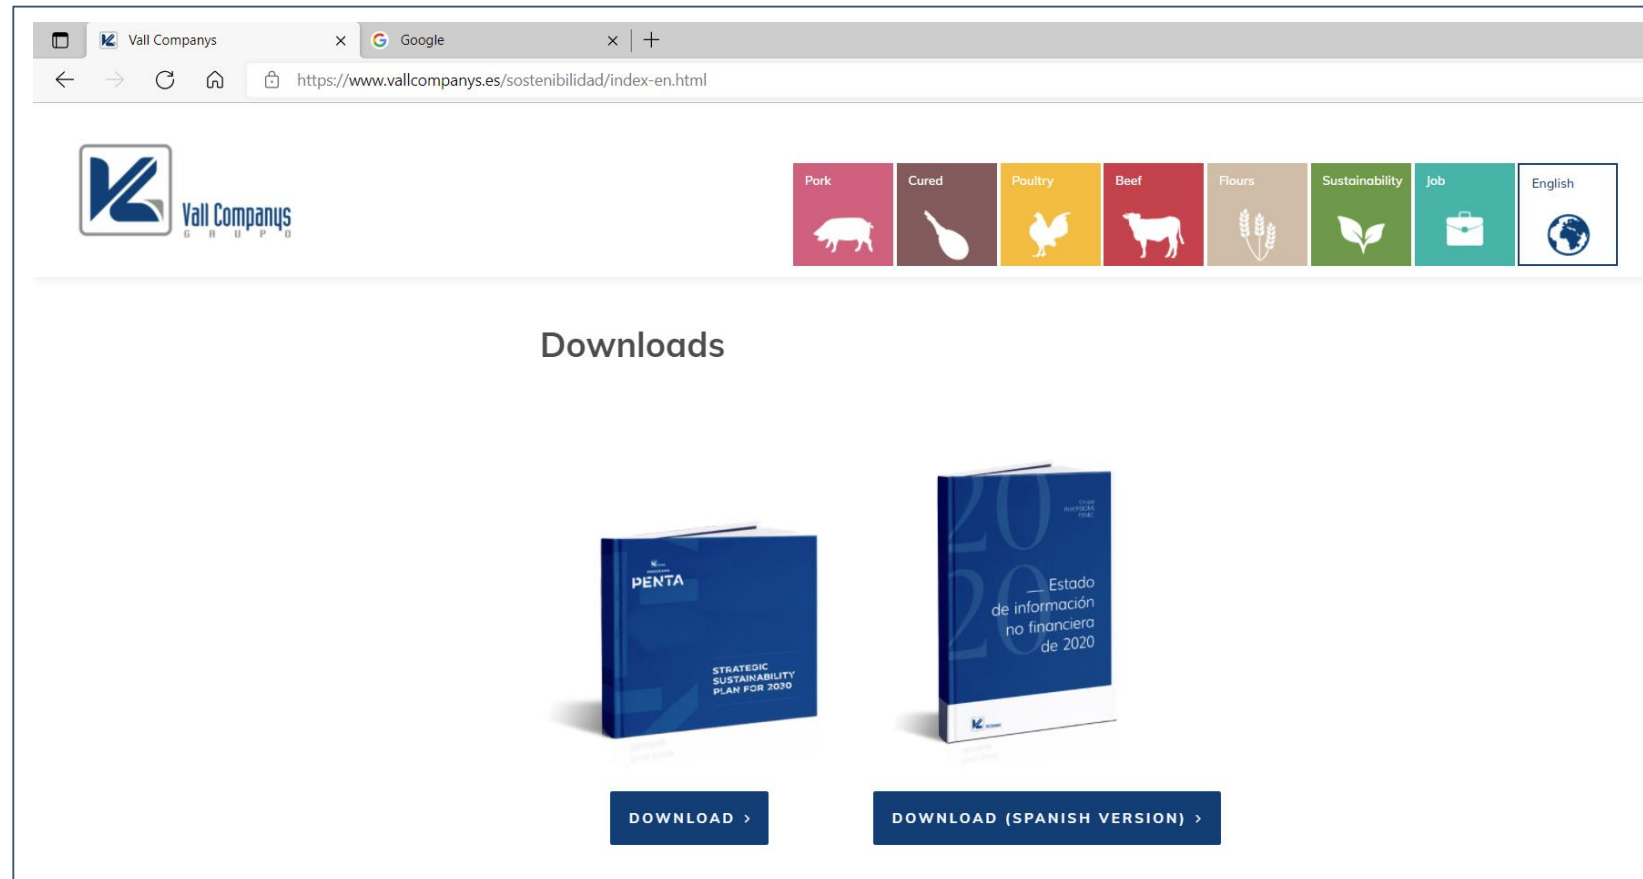 Vall Companys
Google
https://www.vallcompanys.es/sostenibilidad/index-en.html
Vall Companys
GRUPO
Pork
Cured
Poultry
Beef
Flours
Sustainability
Job
English
Downloads
PENTA
STRATEGIC
SUSTAINABILITY
PLAN FOR 2030
2020
Estado
de información
no financiera
de 2020
DOWNLOAD >
DOWNLOAD (SPANISH VERSION) >